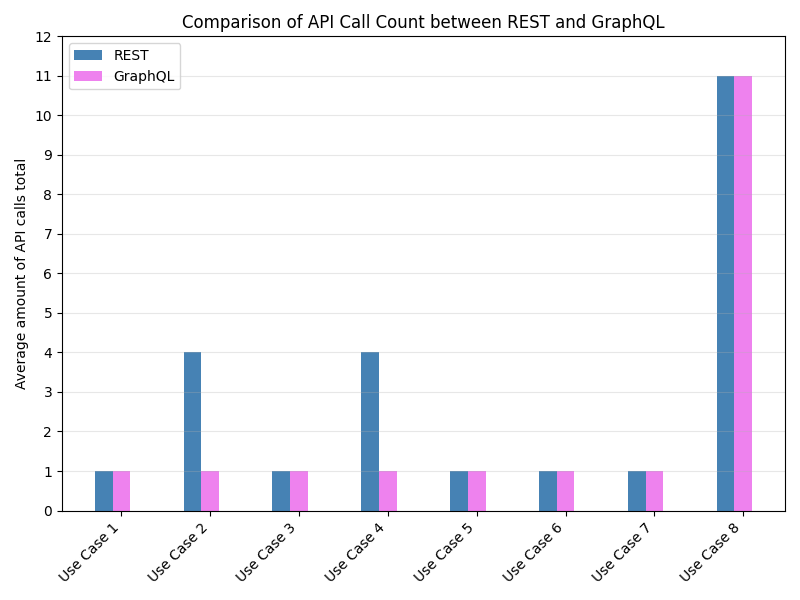 Comparison of API Call Count between REST and GraphQL
REST
GraphQL
Average amount of API calls total
12
11
10
9
8
7
6
5
4
3
2
1
0
Use Case 1
Use Case 2
Use Case 3
Use Case 4
Use Case 5
Use Case 6
Use Case 7
Use Case 8